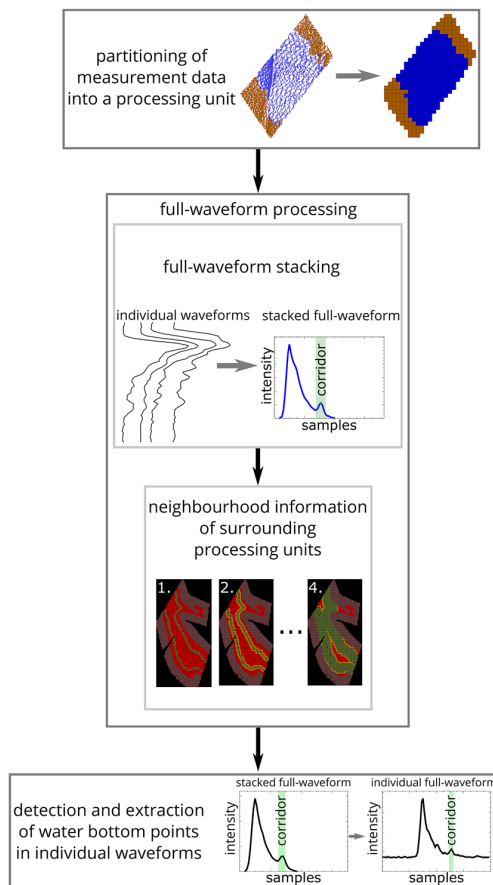 partitioning of
measurement data
into a processing unit
full-waveform processing
full-waveform stacking
individual waveforms
stacked full-waveform
intensity
corridor
samples
neighbourhood information
of surrounding
processing units
1.
2.
...
4.
detection and extraction
of water bottom points
in individual waveforms
stacked full-waveform
intensity
corridor
samples
individual full-waveform
intensity
corridor
samples